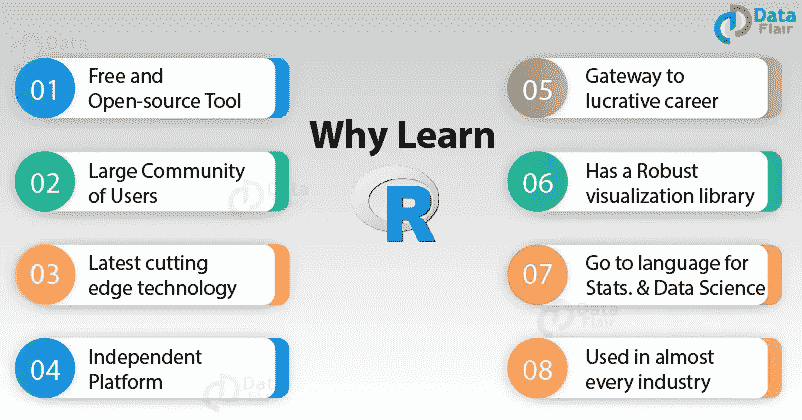 Data
Flair
Why Learn
R
01
Free and
Open-source Tool
02
Large Community
of Users
03
Latest cutting
edge technology
04
Independent
Platform
05
Gateway to
lucrative career
06
Has a Robust
visualization library
07
Go to language for
Stats. & Data Science
08
Used in almost
every industry